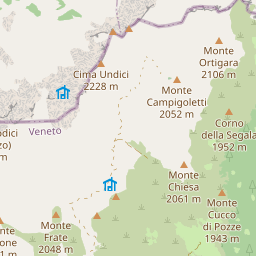 Monte
Ortigara
2106 m
Cima Undici
2228 m
Monte
Campigoletti
2052 m
Corno
della Segala
1952 m
Veneto
m
Monte
Chiesa
2061 m
Monte
Cucco
di Pozze
1943 m
Monte
Frate
2048 m